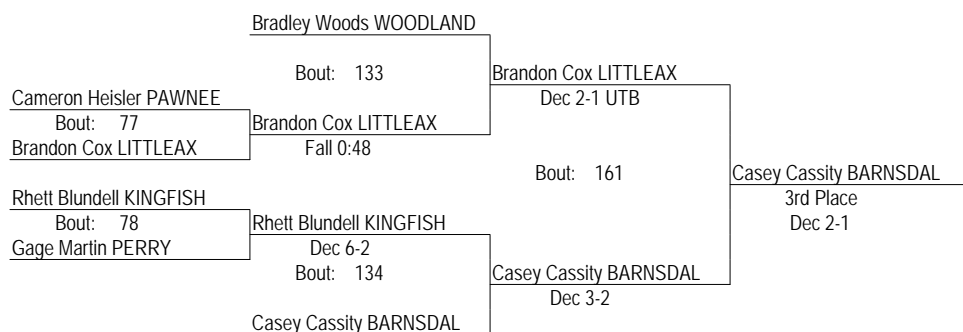 Bradley Woods WOODLAND
Bout: 133
Brandon Cox LITTLEAX
Dec 2-1 UTB
Cameron Heisler PAWNEE
Bout: 77
Brandon Cox LITTLEAX
Brandon Cox LITTLEAX
Fall 0:48
Bout: 161
Casey Cassity BARNSDAL
3rd Place
Dec 2-1
Rhett Blundell KINGFISH
Bout: 78
Gage Martin PERRY
Rhett Blundell KINGFISH
Dec 6-2
Bout: 134
Casey Cassity BARNSDAL
Dec 3-2
Casey Cassity BARNSDAL